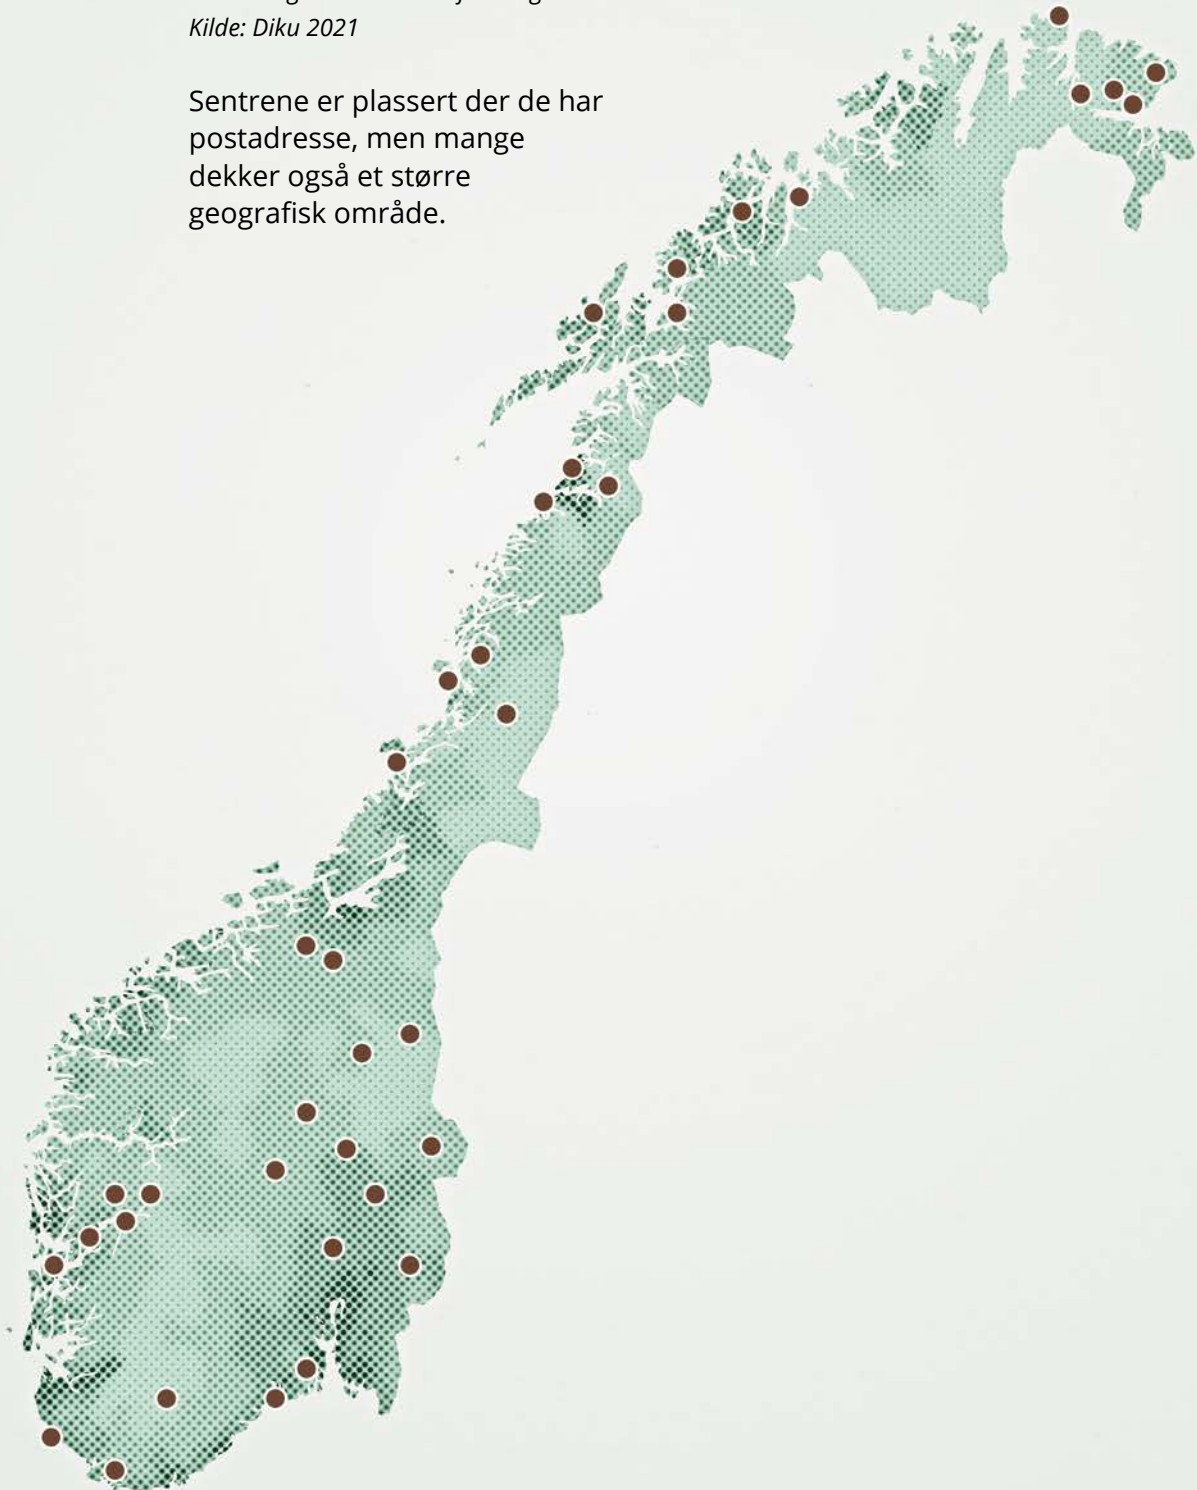 Kilde: Diku 2021
Sentrene er plassert der de har
postadresse, men mange
dekker også et større
geografisk område.